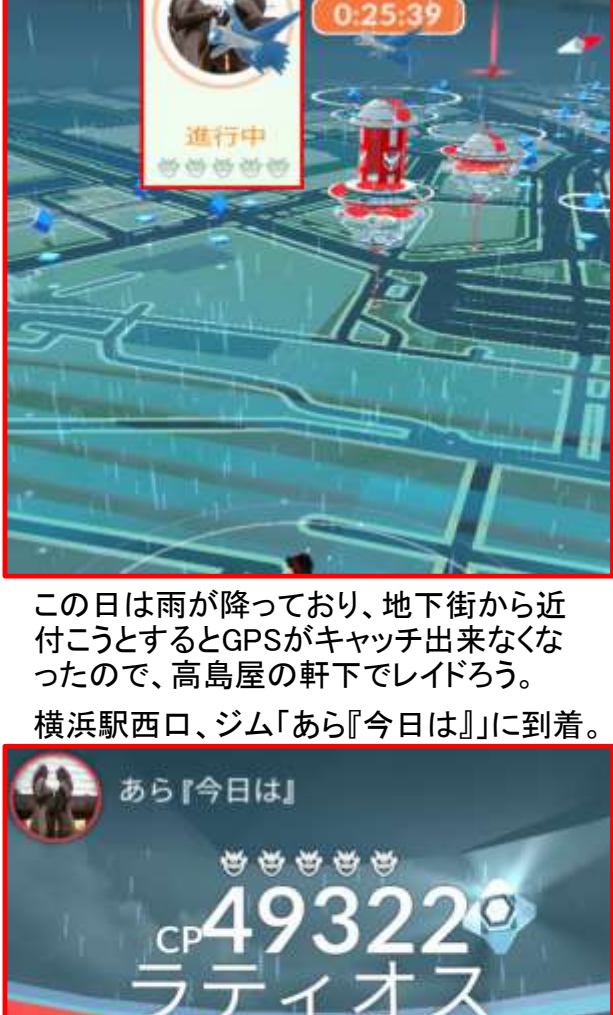 0:25:39
進行中
この日は雨が降っており、地下街から近
付こうとするとGPSがキャッチ出来なくな
ったので、高島屋の軒下でレイドろう。
横浜駅西口、ジム「あら『今日は』」に到着。
あら『今日は』
CP49322
ラティオス